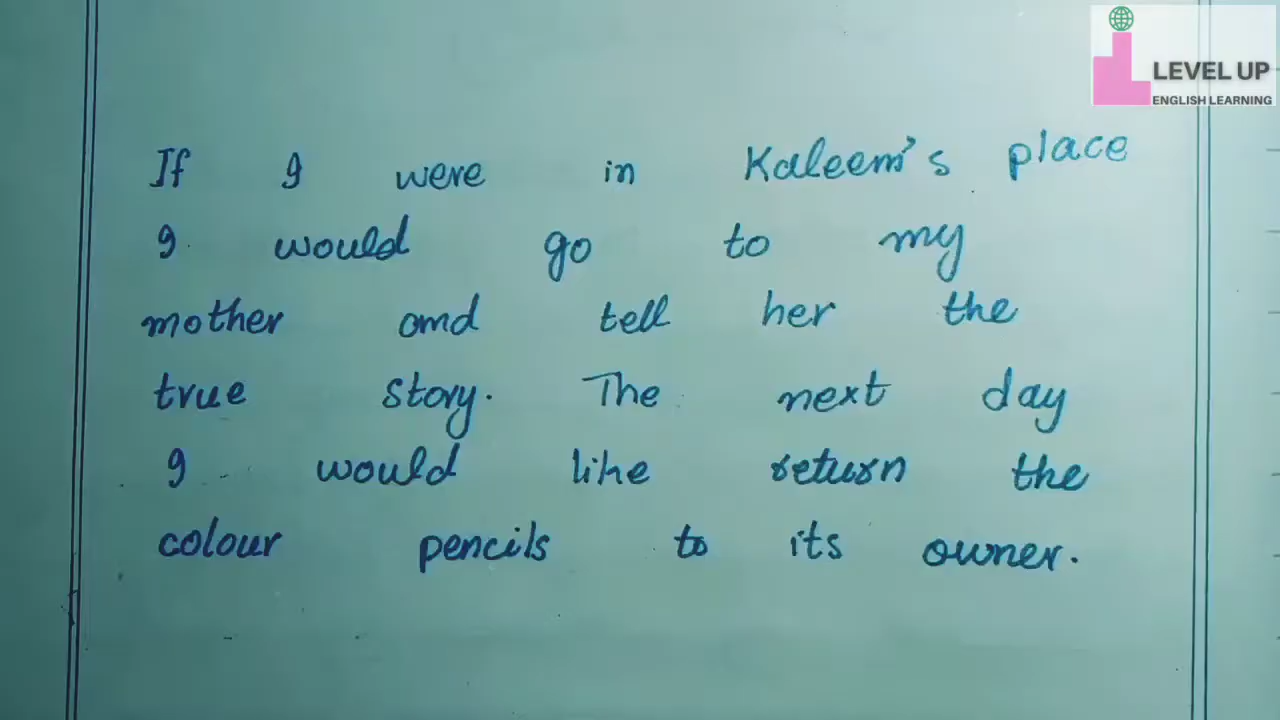 LEVEL UP
ENGLISH LEARNING
If I were in Kaleem's place
I would go to my
mother and tell her the
true story. The next day
I would like return the
colour pencils to its owner.